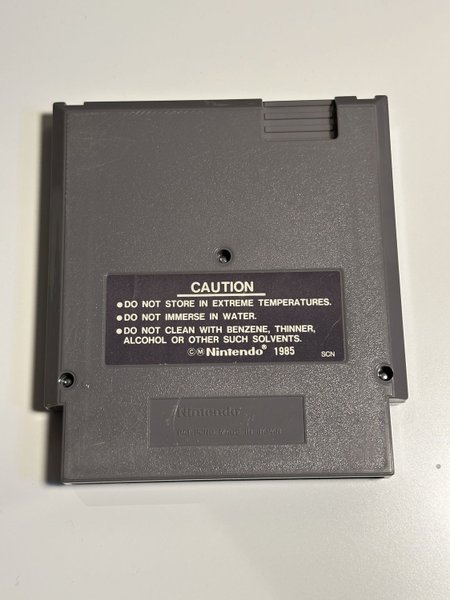 CAUTION
●DO NOT STORE IN EXTREME TEMPERATURES.
●DO NOT IMMERSE IN WATER.
●DO NOT CLEAN WITH BENZENE, THINNER,
ALCOHOL OR OTHER SUCH SOLVENTS.
©Ⓜ Nintendo® 1985 SCN
Nintendo